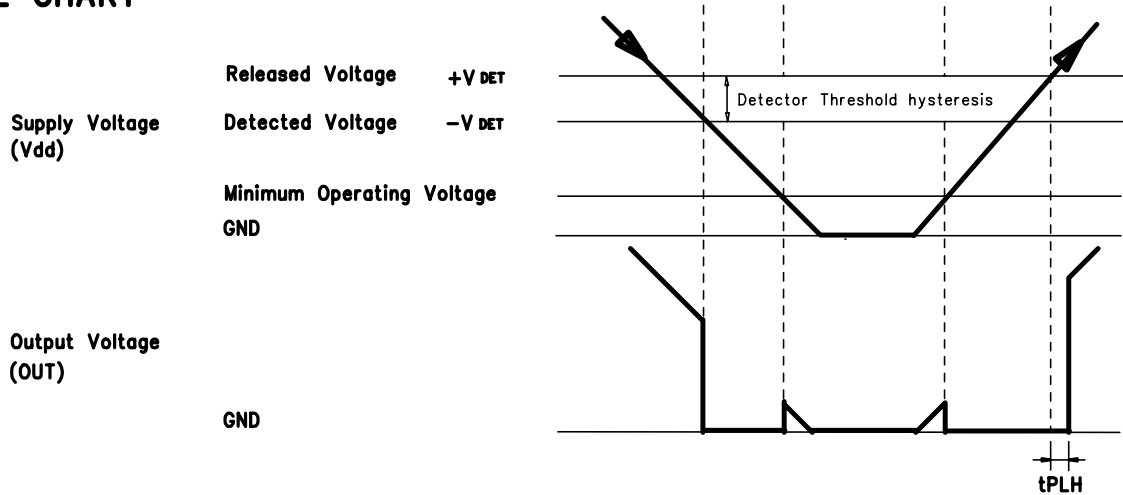 CHART
Released Voltage +V DET
Detector Threshold hysteresis
Supply Voltage
(Vdd)
Detected Voltage -V DET
Minimum Operating Voltage
GND
Output Voltage
(OUT)
GND
tPLH